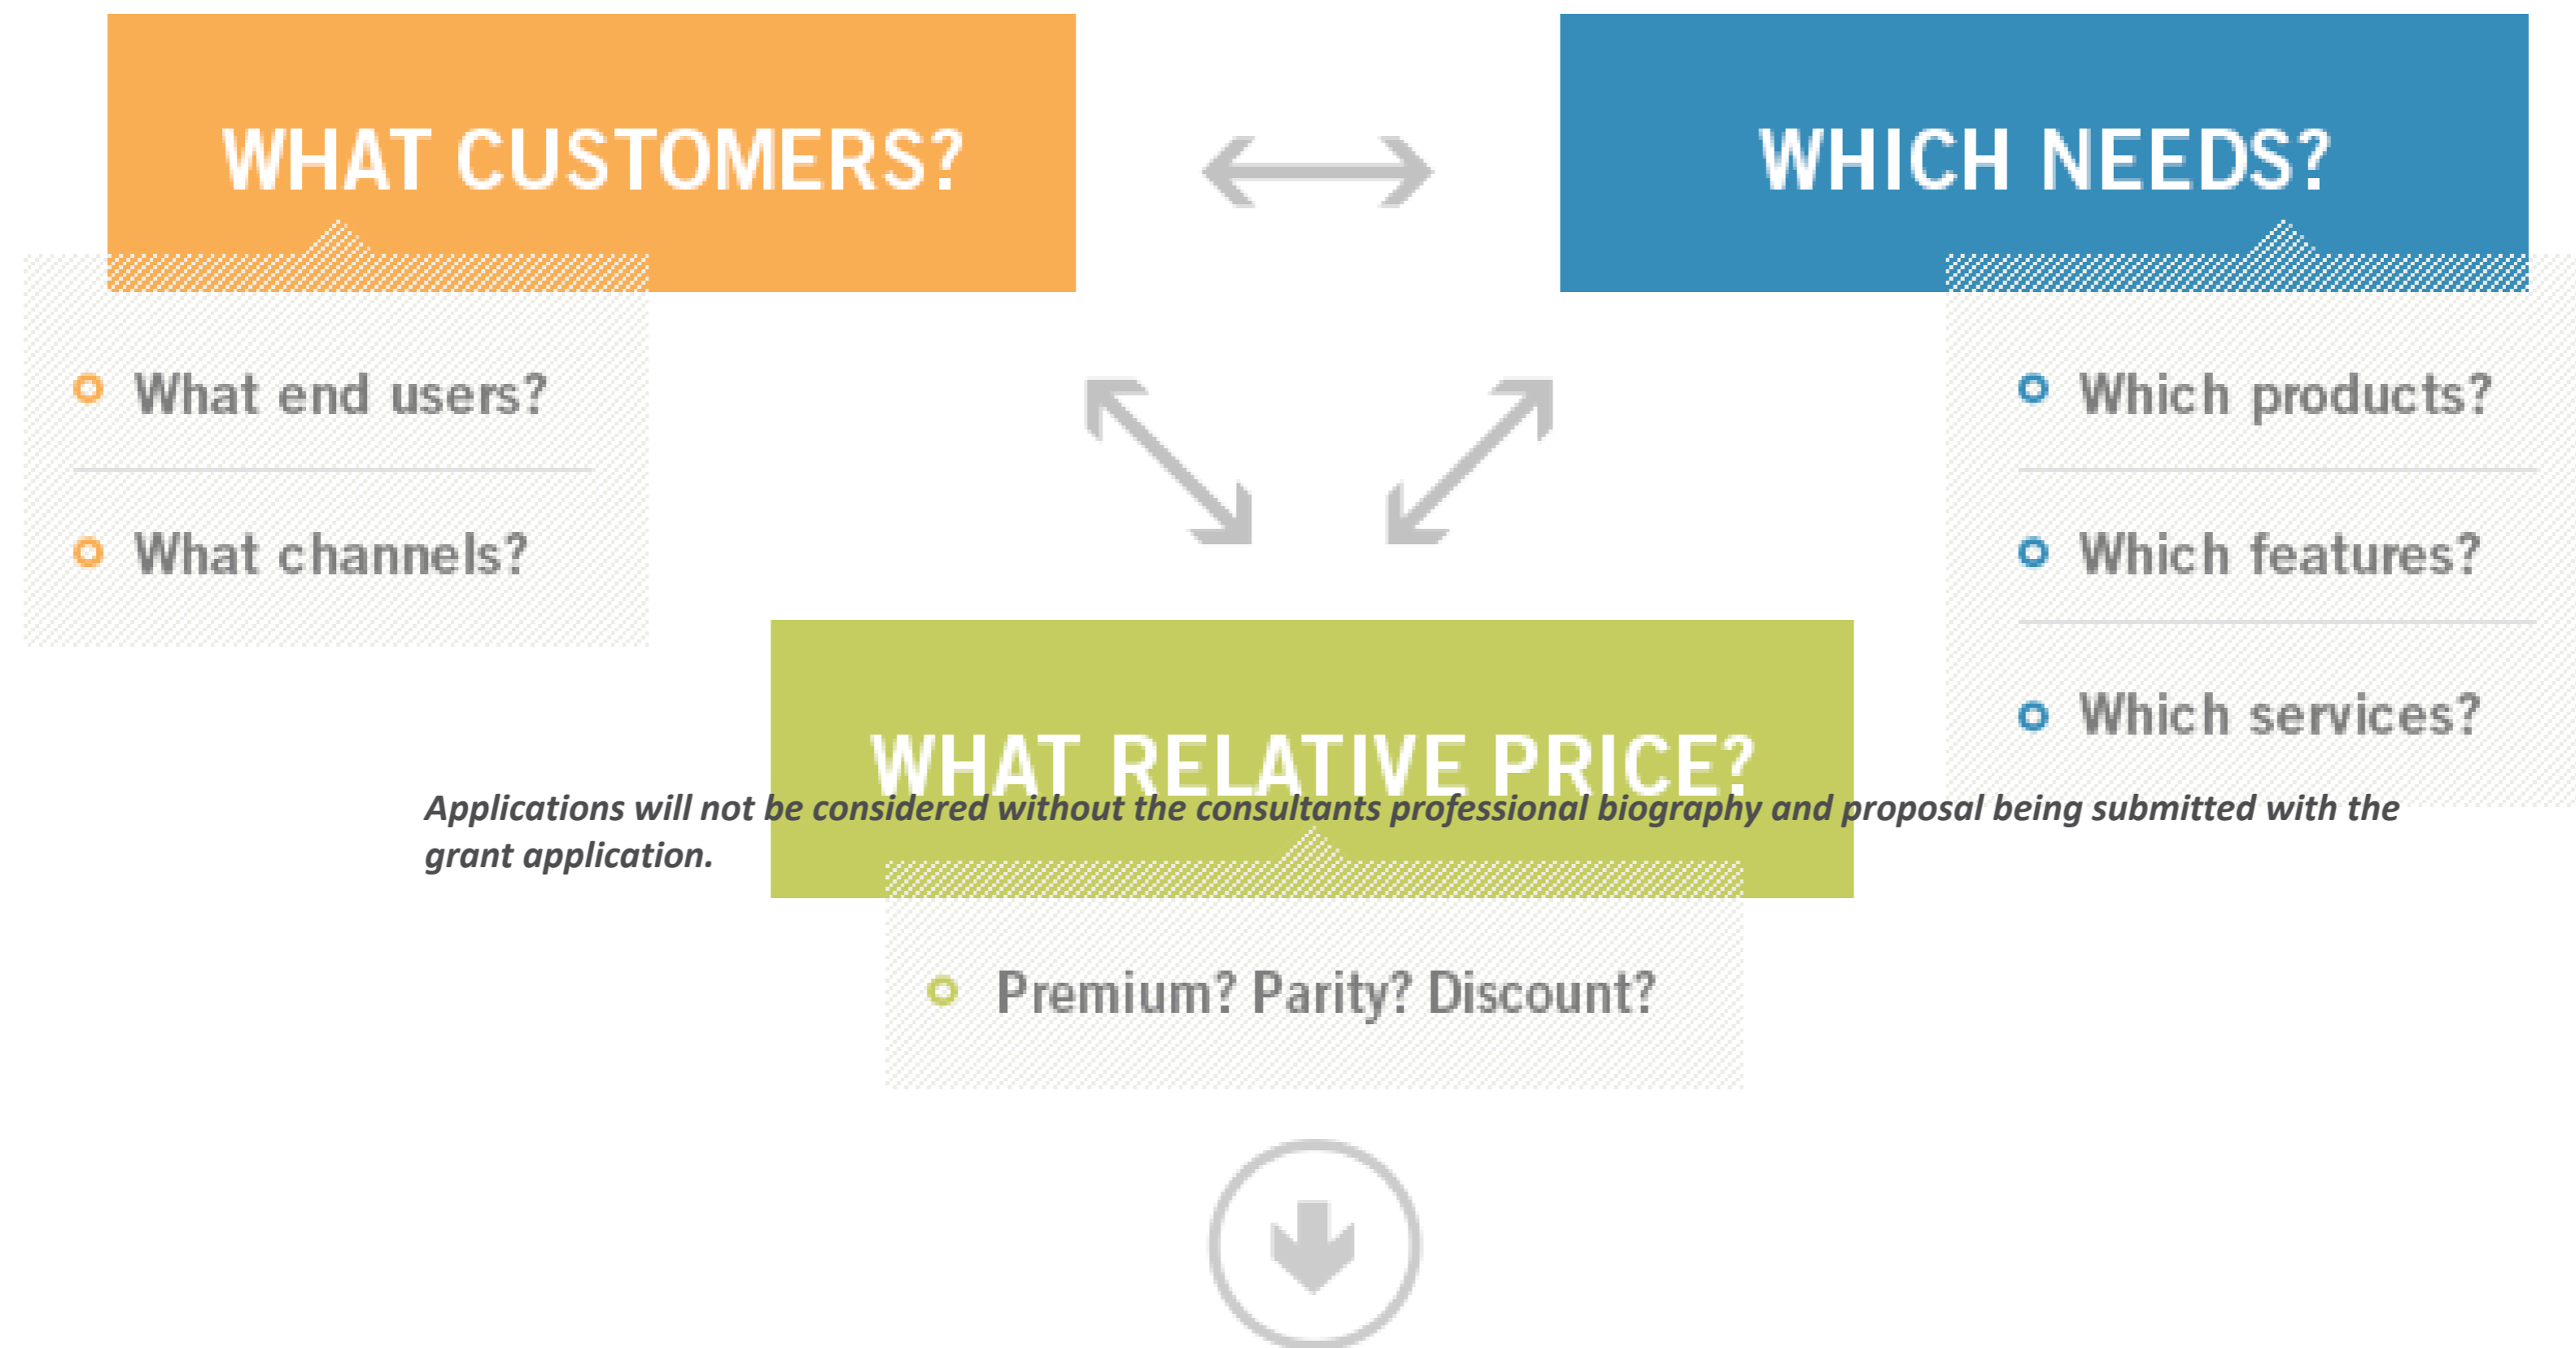 WHAT CUSTOMERS?
What end users?
What channels?
WHICH NEEDS?
Which products?
Which features?
Which services?
WHAT RELATIVE PRICE?
Applications will not be considered without the consultants professional biography and proposal being submitted with the
grant application.
Premium? Parity? Discount?